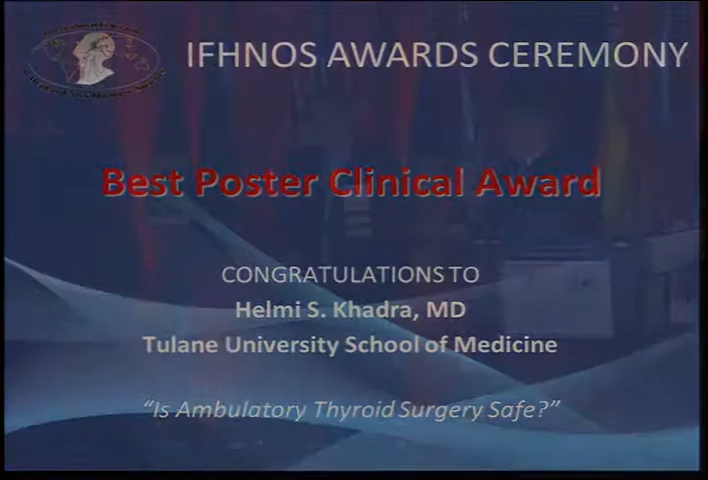 IFHNOS AWARDS CEREMONY
Best Poster Clinical Award
CONGRATULATIONS TO
Helmi S. Khadra, MD
Tulane University School of Medicine
“Is Ambulatory Thyroid Surgery Safe?”